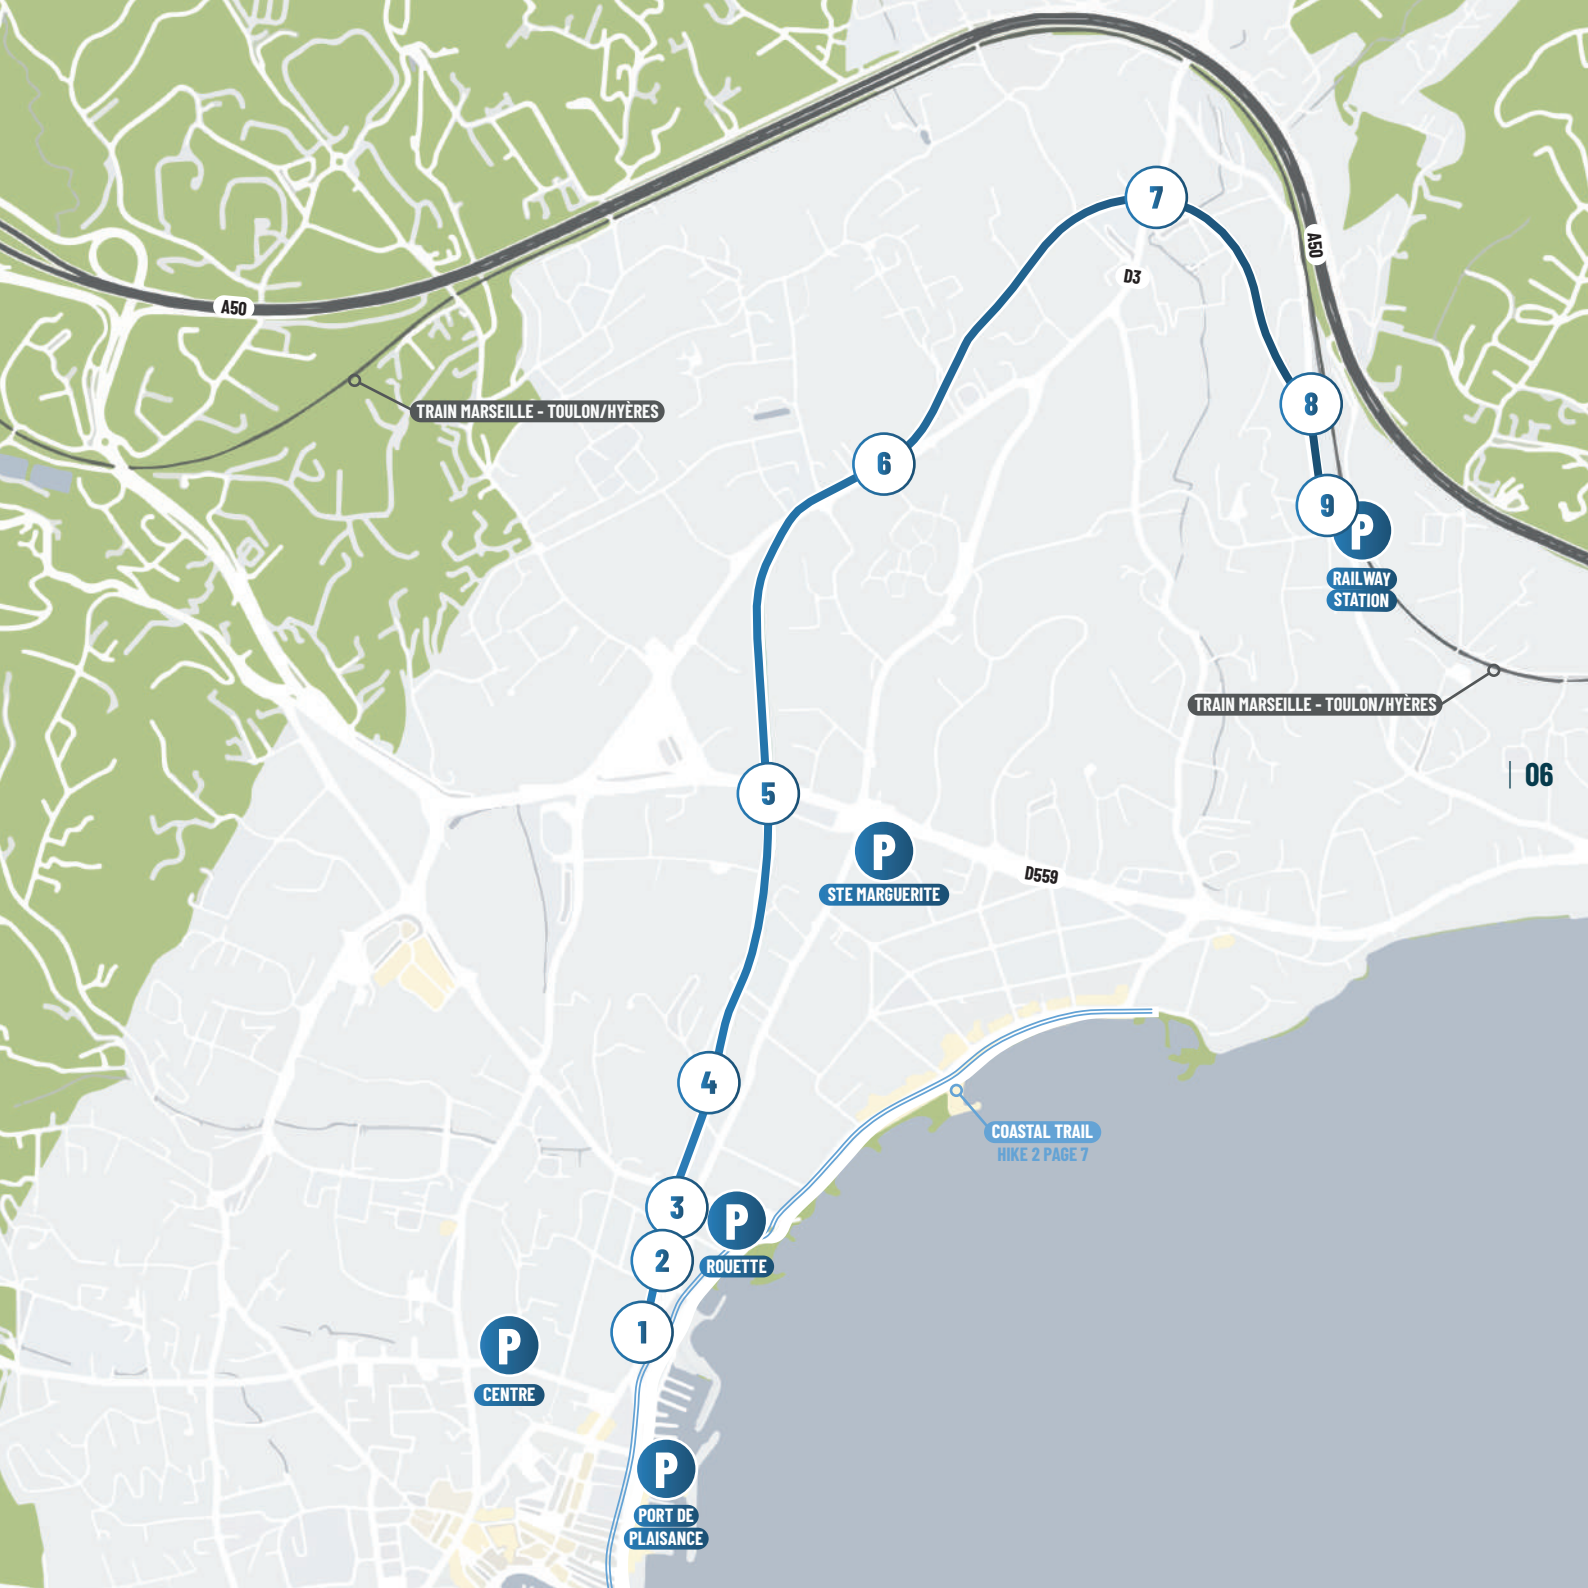 7
A50
D3
A50
8
TRAIN MARSEILLE - TOULON/HYÈRES
6
9
P
RAILWAY
STATION
TRAIN MARSEILLE - TOULON/HYÈRES
06
5
P
STE MARGUERITE
D559
4
COASTAL TRAIL
HIKE 2 PAGE 7
3
P
ROUETTE
2
1
P
CENTRE
P
PORT DE
PLAISANCE